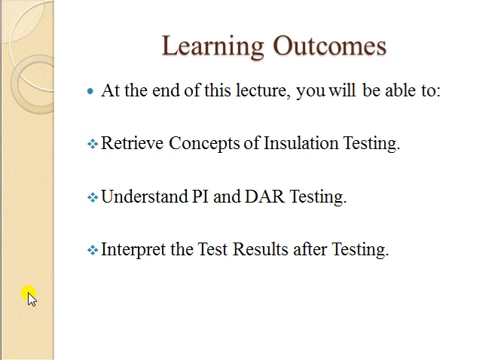 Learning Outcomes
At the end of this lecture, you will be able to:
Retrieve Concepts of Insulation Testing.
Understand PI and DAR Testing.
Interpret the Test Results after Testing.